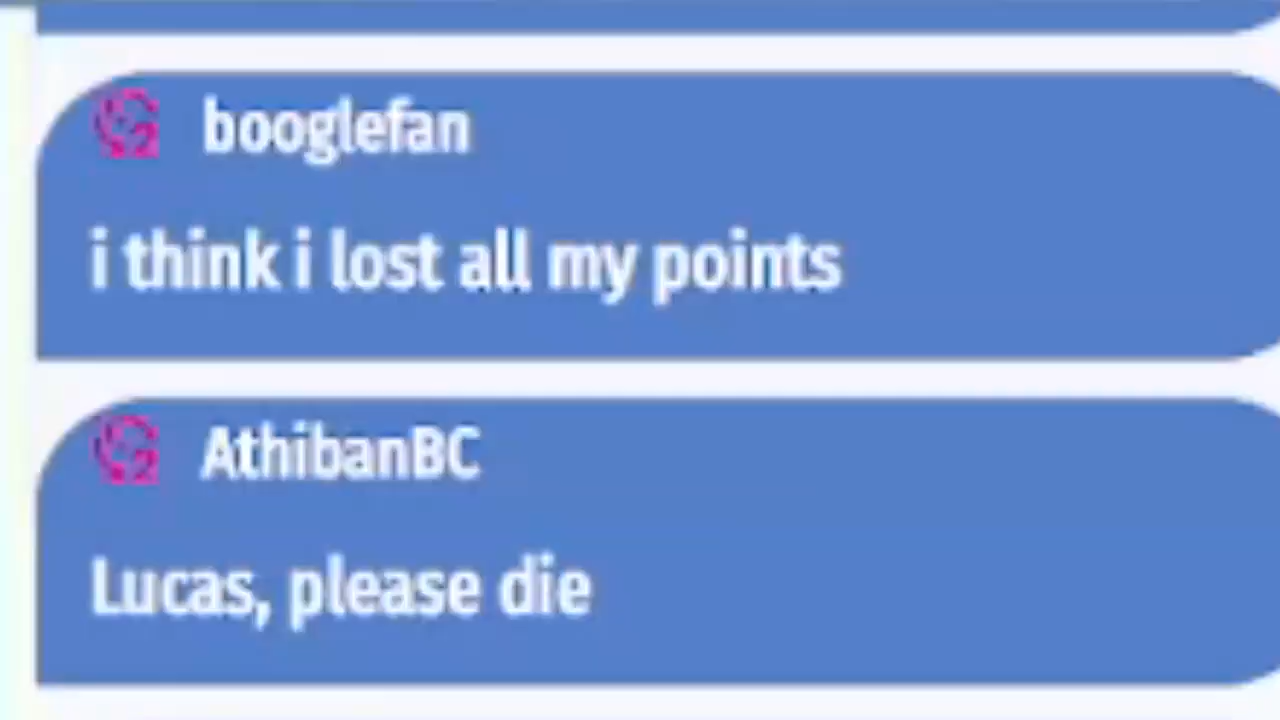 booglefan
i think i lost all my points
AthibanBC
Lucas, please die